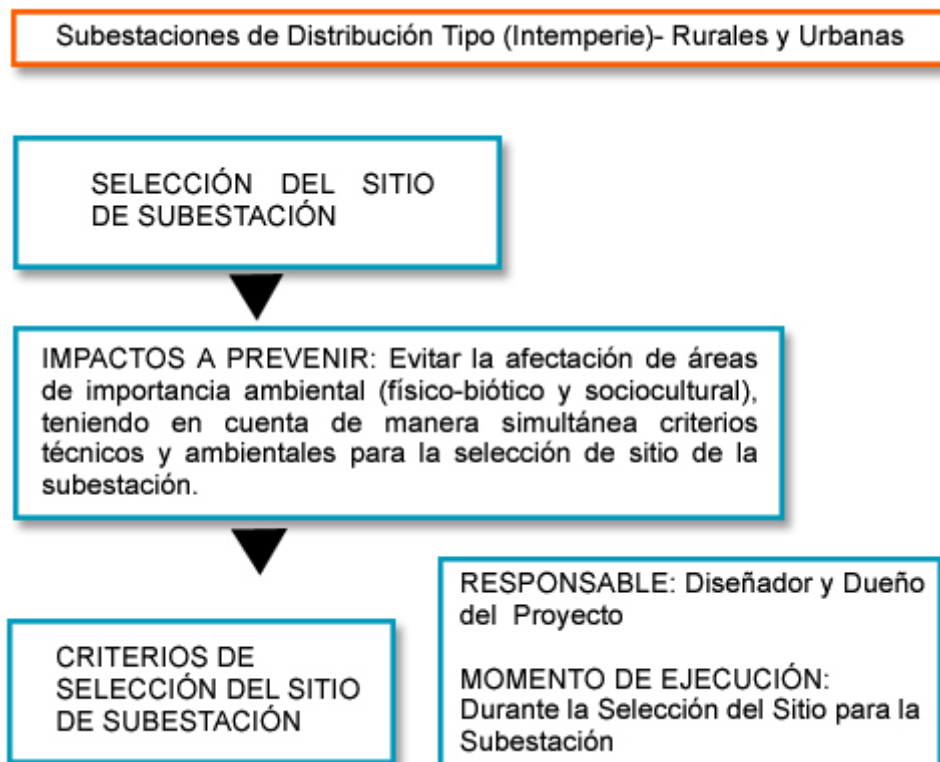 Subestaciones de Distribución Tipo (Intemperie)- Rurales y Urbanas
SELECCIÓN DEL SITIO
DE SUBESTACIÓN
IMPACTOS A PREVENIR: Evitar la afectación de áreas
de importancia ambiental (físico-biótico y sociocultural),
teniendo en cuenta de manera simultánea criterios
técnicos y ambientales para la selección de sitio de la
subestación.
CRITERIOS DE
SELECCIÓN DEL SITIO
DE SUBESTACIÓN
RESPONSABLE: Diseñador y Dueño
del Proyecto
MOMENTO DE EJECUCIÓN:
Durante la Selección del Sitio para la
Subestación